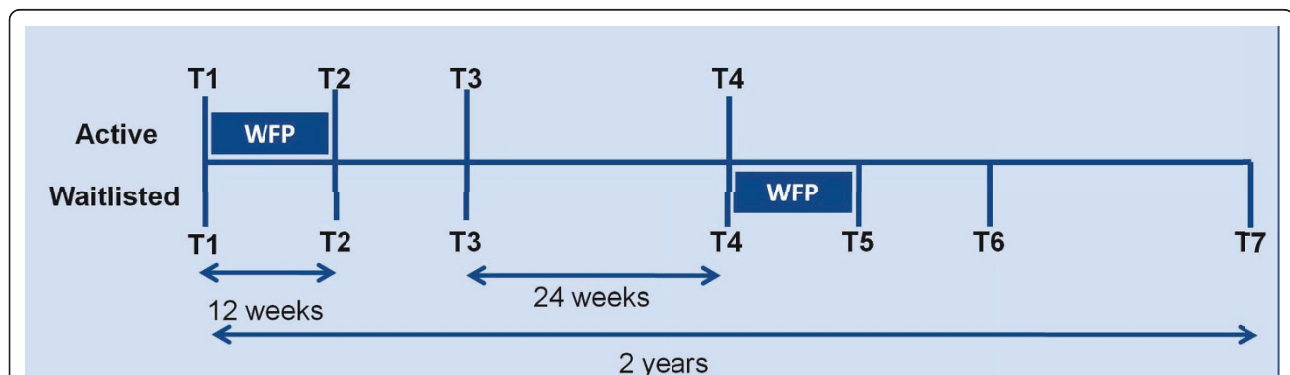 T1 T2 T3 T4
Active WFP
Waitlisted WFP
T1 T2 T3 T4 T5 T6 T7
12 weeks 24 weeks
2 years